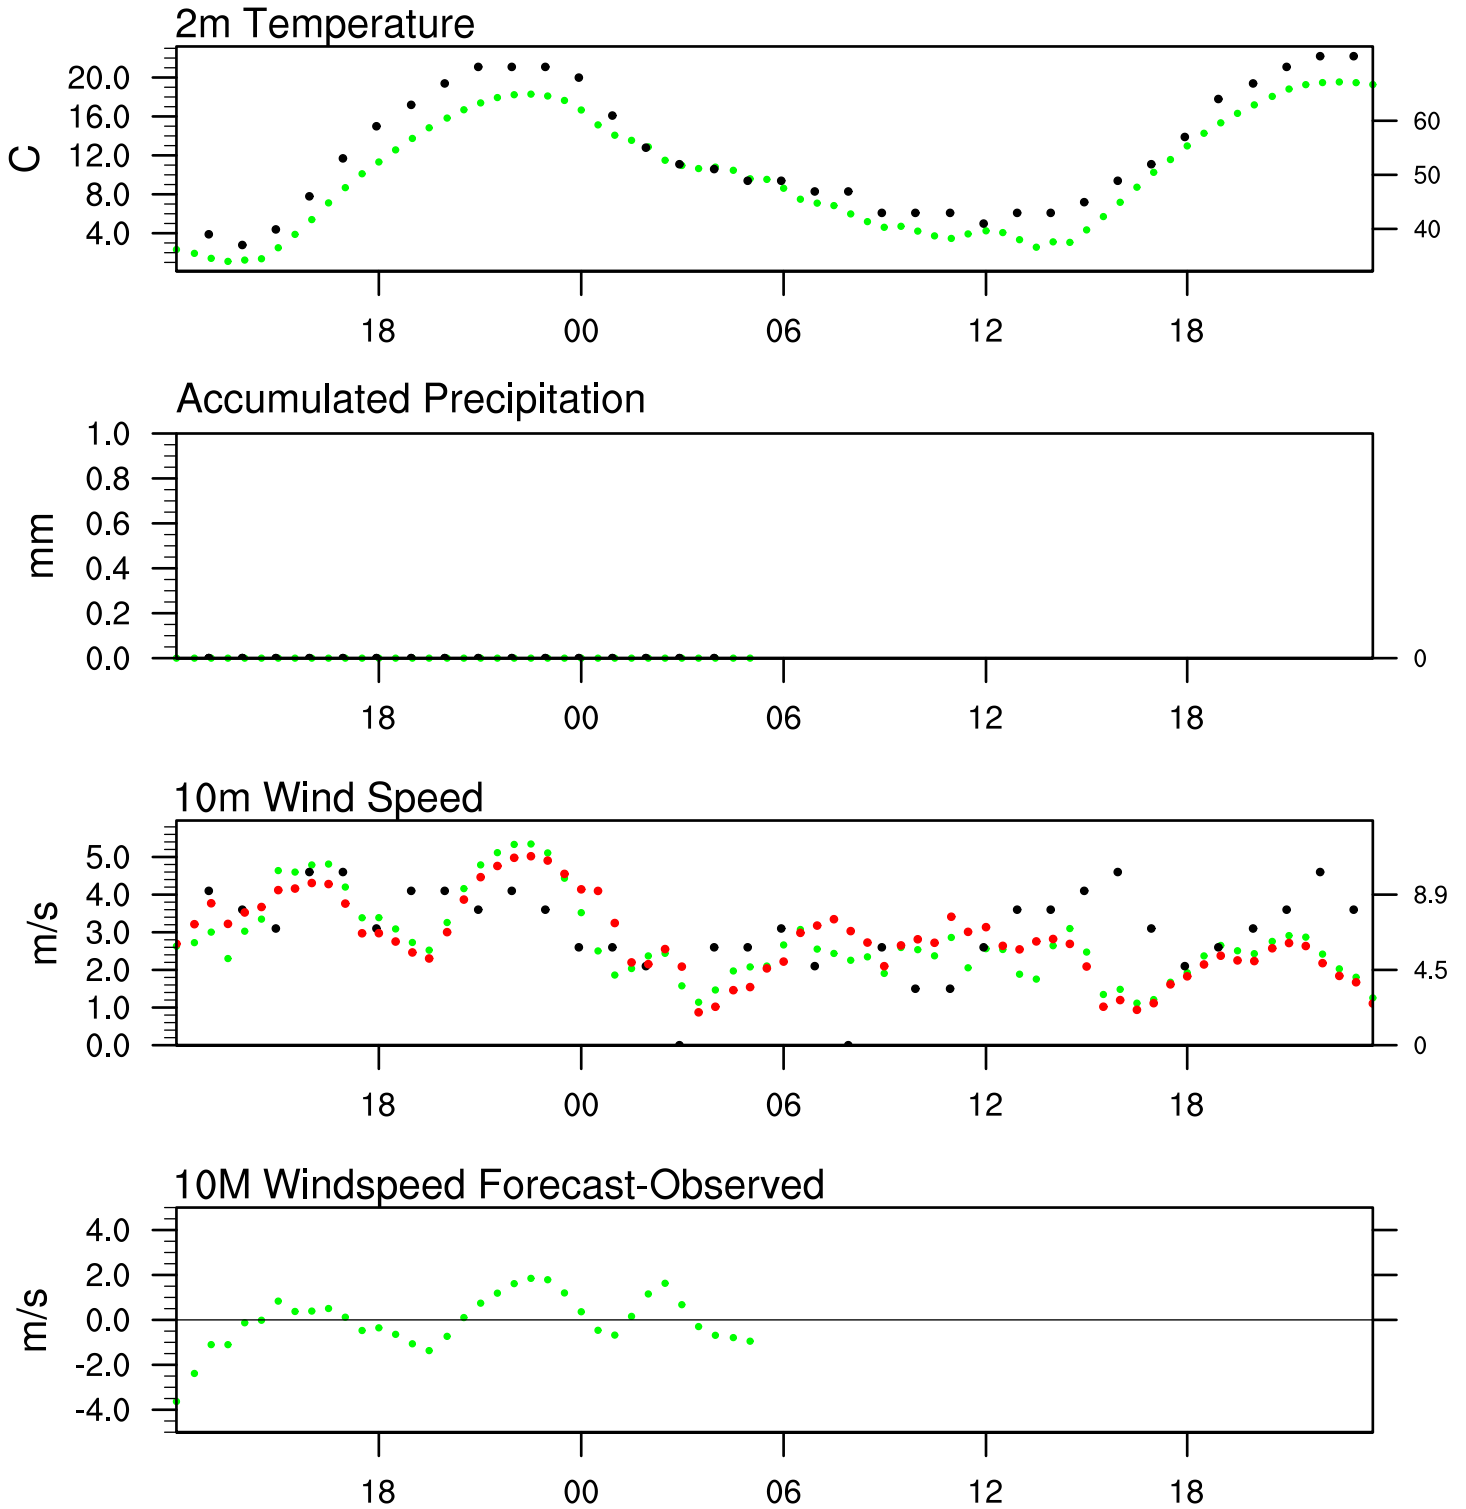 2m Temperature
20.0
16.0
12.0
8.0
4.0
C
60
50
40
18 00 06 12 18
Accumulated Precipitation
1.0
0.8
0.6
0.4
0.2
0.0
mm
0
18 00 06 12 18
10m Wind Speed
5.0
4.0
3.0
2.0
1.0
0.0
m/s
8.9
4.5
0
18 00 06 12 18
10M Windspeed Forecast-Observed
4.0
2.0
0.0
-2.0
-4.0
m/s
18 00 06 12 18